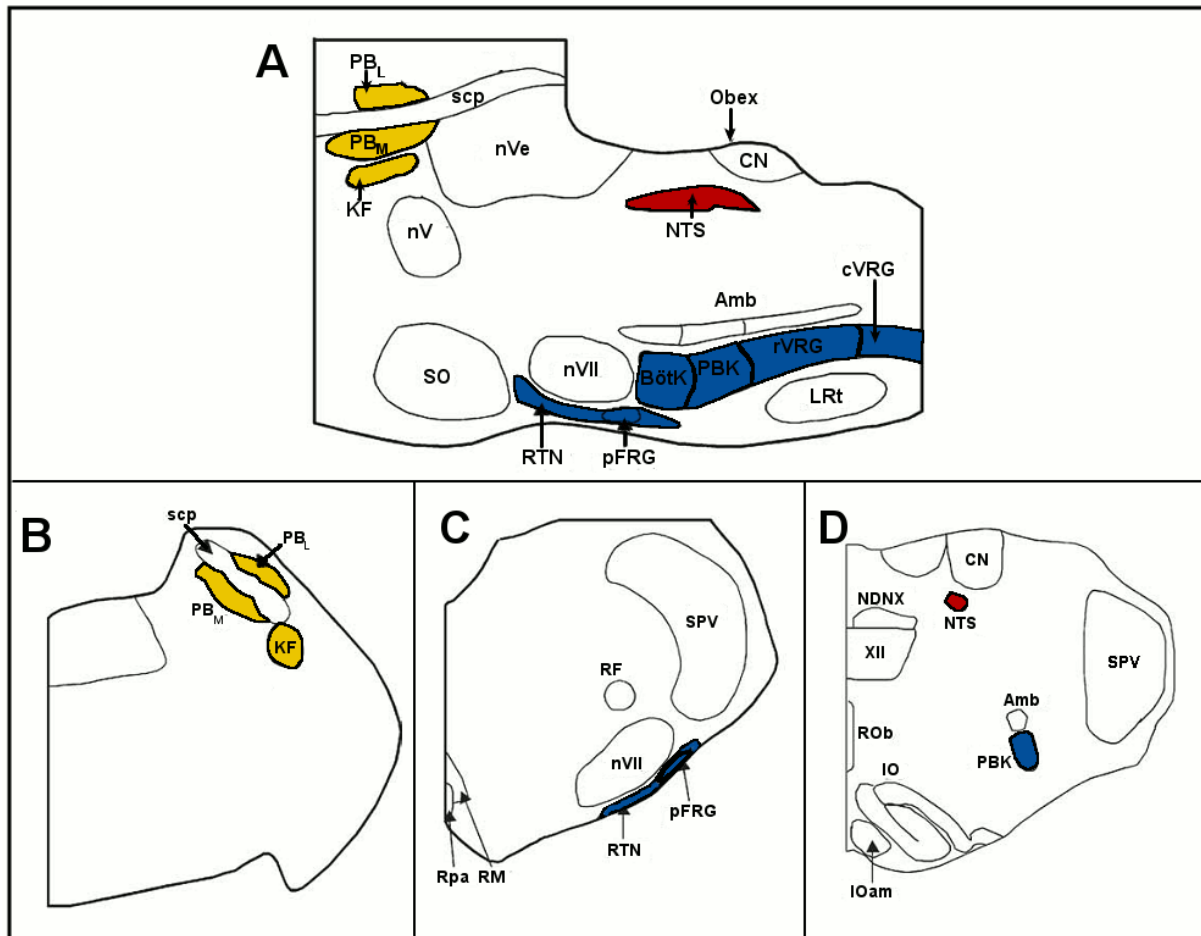 A
PBL
scp
Obex
PBM
nVe
CN
KF
NTS
nV
cVRG
Amb
rVRG
SO
nVII
BötK
PBK
LRt
RTN
pFRG
B
scp
PBL
PBM
KF
C
SPV
RF
nVII
pFRG
RTN
Rpa
RM
D
CN
NDNX
NTS
XII
SPV
Amb
ROb
PBK
IO
IOam